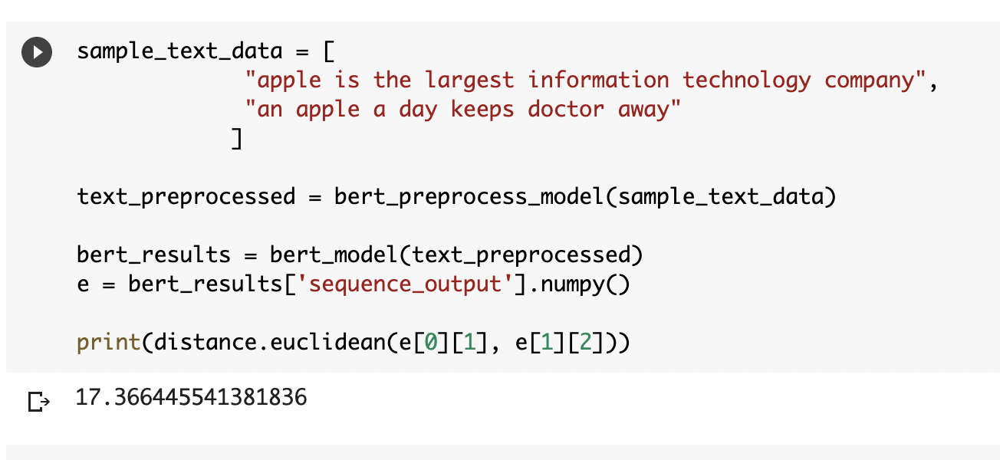 sample_text_data = [
"apple is the largest information technology company",
"an apple a day keeps doctor away"
]
text_preprocessed = bert_preprocess_model(sample_text_data)
bert_results = bert_model(text_preprocessed)
e = bert_results['sequence_output'].numpy()
print(distance.euclidean(e[0][1], e[1][2]))
17.366445541381836